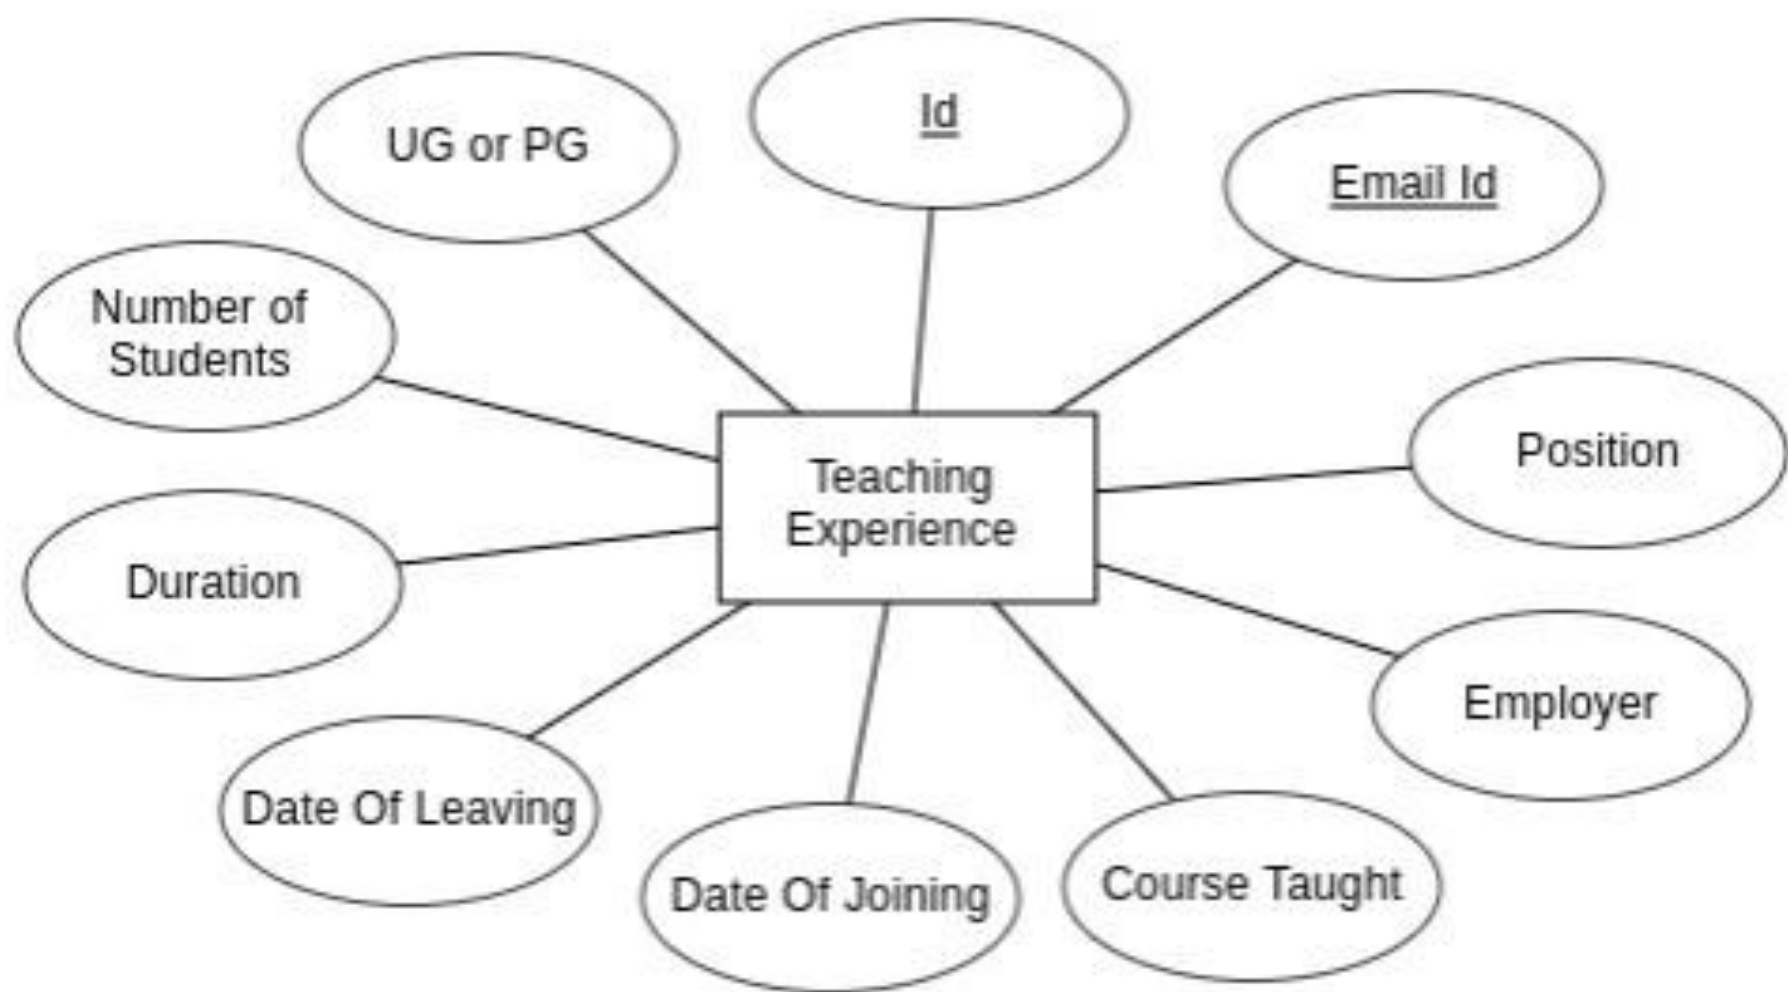 Id
UG or PG
Email Id
Number of
Students
Position
Teaching
Experience
Duration
Employer
Date Of Leaving
Date Of Joining
Course Taught